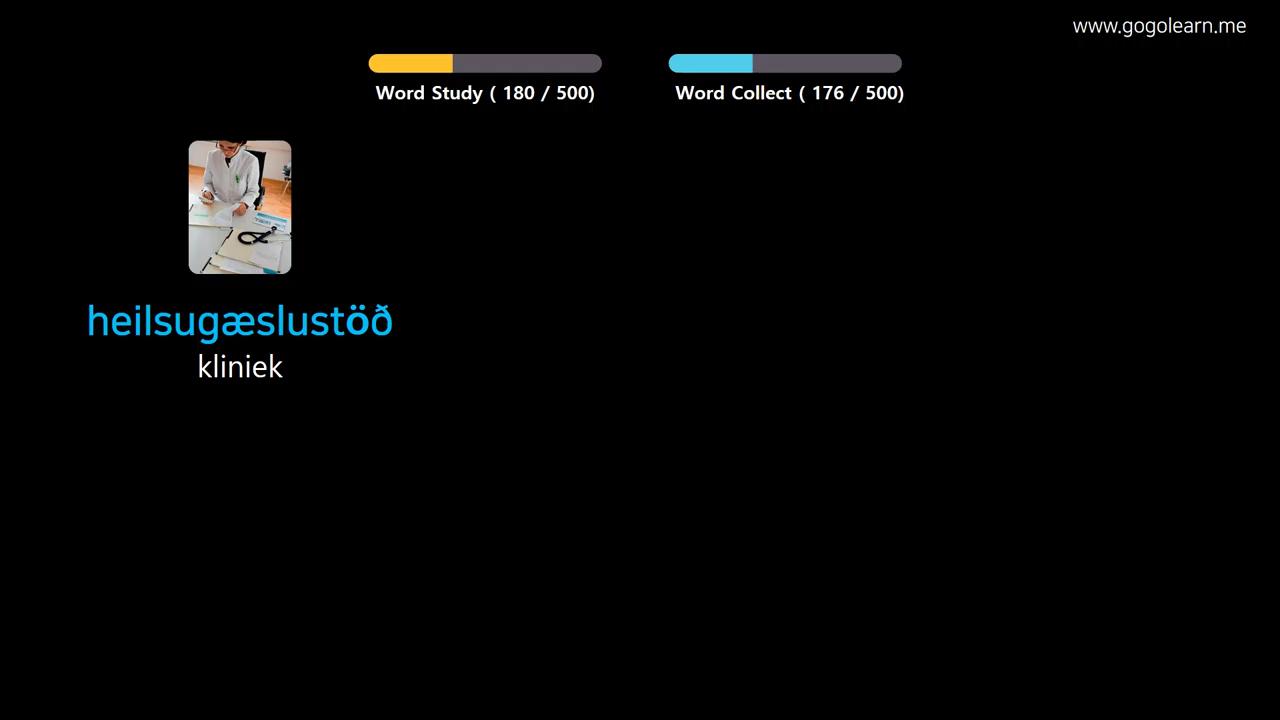 www.gogolearn.me
Word Study ( 180 / 500)
Word Collect ( 176 / 500)
heilsugæslustöð
kliniek